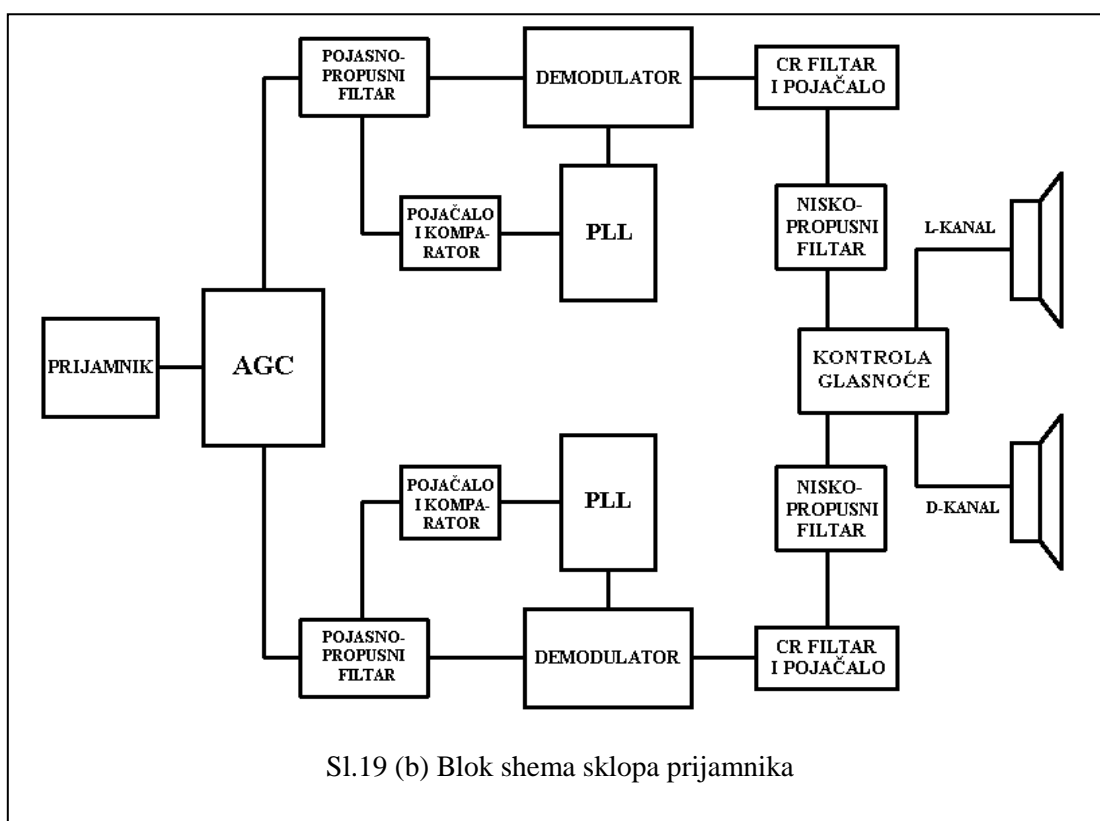 POJASNO-
PROPUSNI
FILTAR
DEMODULATOR
CR FILTAR
I POJAČALO
POJAČALO
I KOMPA-
RATOR
PLL
NISKO-
PROPUSNI
FILTAR
L-KANAL
PRIJAMNIK
AGC
KONTROLA
GLASNOĆE
POJAČALO
I KOMPA-
RATOR
PLL
NISKO-
PROPUSNI
FILTAR
D-KANAL
POJASNO-
PROPUSNI
FILTAR
DEMODULATOR
CR FILTAR
I POJAČALO
Sl.19 (b) Blok shema sklopa prijamnika